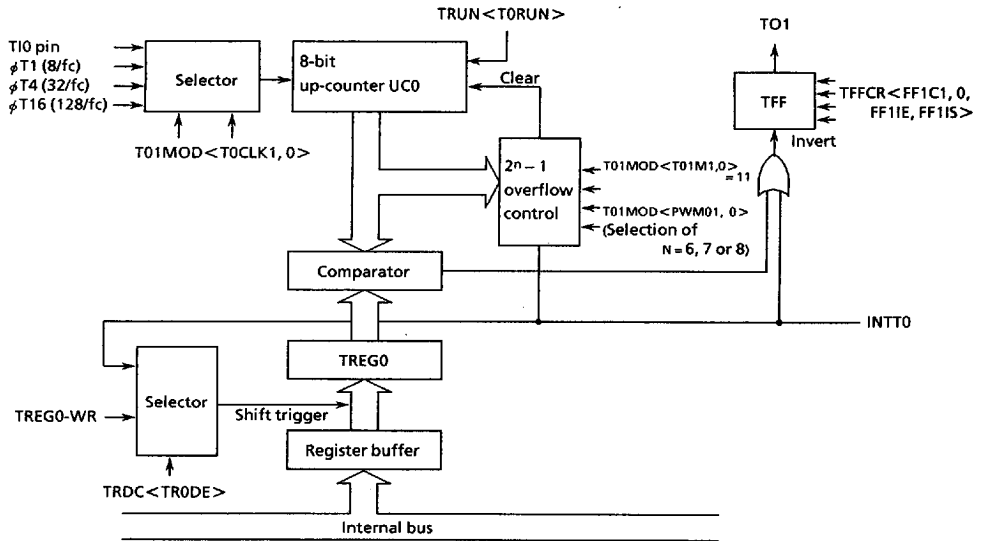 TRUN<T0RUN>
TO1
TI0 pin
ϕT1 (8/fc)
ϕT4 (32/fc)
ϕT16 (128/fc)
Selector
8-bit
up-counter UC0
Clear
TFF
TFFCR<FF1C1, 0,
FF1IE, FF1IS>
Invert
T01MOD<T0CLK1, 0>
2ⁿ – 1
overflow
control
T01MOD<T01M1,0>
=11
T01MOD<PWM01, 0>
(Selection of
N=6, 7 or 8)
Comparator
INTT0
TREG0
Selector
TREG0-WR
Shift trigger
Register buffer
TRDC<TR0DE>
Internal bus